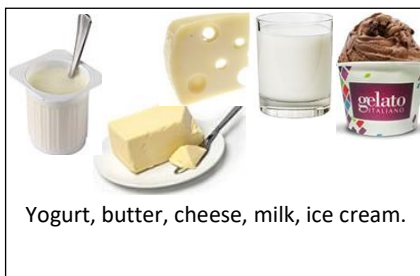 gelato
ITALIANO
Yogurt, butter, cheese, milk, ice cream.